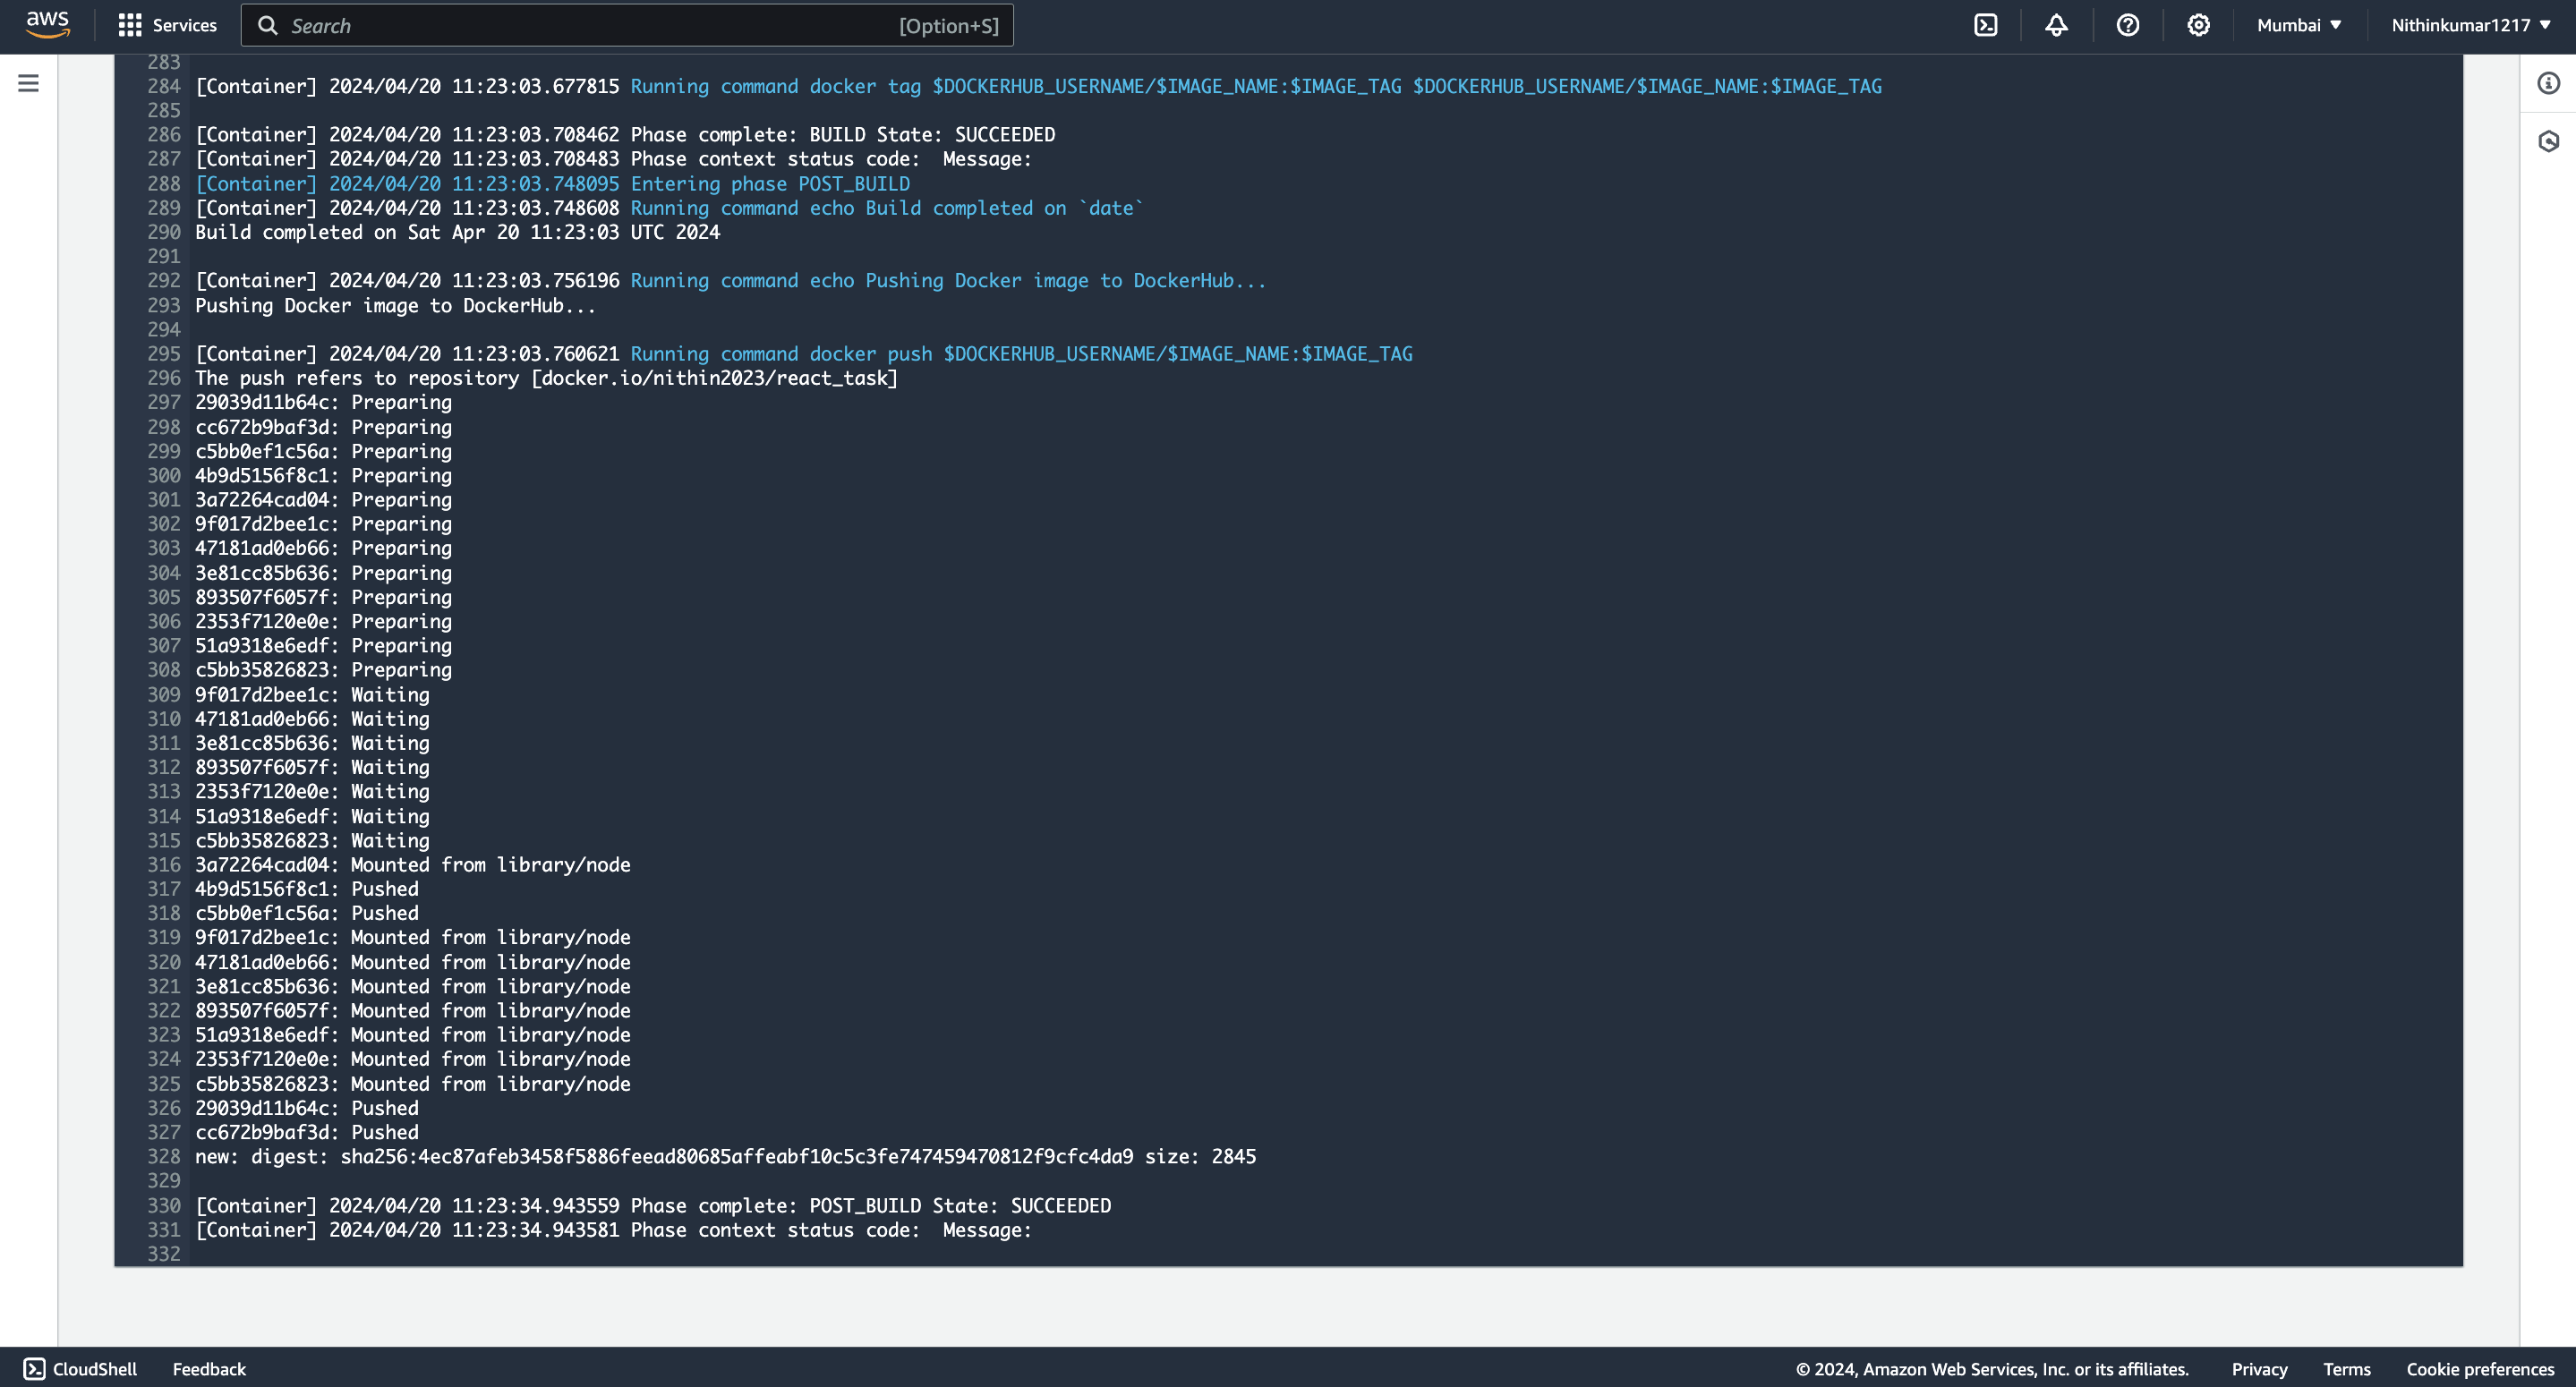 aws Services Search [Option+S] Mumbai Nithinkumar1217
283
284 [Container] 2024/04/20 11:23:03.677815 Running command docker tag $DOCKERHUB_USERNAME/$IMAGE_NAME:$IMAGE_TAG $DOCKERHUB_USERNAME/$IMAGE_NAME:$IMAGE_TAG
285
286 [Container] 2024/04/20 11:23:03.708462 Phase complete: BUILD State: SUCCEEDED
287 [Container] 2024/04/20 11:23:03.708483 Phase context status code:  Message:
288 [Container] 2024/04/20 11:23:03.748095 Entering phase POST_BUILD
289 [Container] 2024/04/20 11:23:03.748608 Running command echo Build completed on `date`
290 Build completed on Sat Apr 20 11:23:03 UTC 2024
291
292 [Container] 2024/04/20 11:23:03.756196 Running command echo Pushing Docker image to DockerHub...
293 Pushing Docker image to DockerHub...
294
295 [Container] 2024/04/20 11:23:03.760621 Running command docker push $DOCKERHUB_USERNAME/$IMAGE_NAME:$IMAGE_TAG
296 The push refers to repository [docker.io/nithin2023/react_task]
297 29039d11b64c: Preparing
298 cc672b9baf3d: Preparing
299 c5bb0ef1c56a: Preparing
300 4b9d5156f8c1: Preparing
301 3a72264cad04: Preparing
302 9f017d2bee1c: Preparing
303 47181ad0eb66: Preparing
304 3e81cc85b636: Preparing
305 893507f6057f: Preparing
306 2353f7120e0e: Preparing
307 51a9318e6edf: Preparing
308 c5bb35826823: Preparing
309 9f017d2bee1c: Waiting
310 47181ad0eb66: Waiting
311 3e81cc85b636: Waiting
312 893507f6057f: Waiting
313 2353f7120e0e: Waiting
314 51a9318e6edf: Waiting
315 c5bb35826823: Waiting
316 3a72264cad04: Mounted from library/node
317 4b9d5156f8c1: Pushed
318 c5bb0ef1c56a: Pushed
319 9f017d2bee1c: Mounted from library/node
320 47181ad0eb66: Mounted from library/node
321 3e81cc85b636: Mounted from library/node
322 893507f6057f: Mounted from library/node
323 51a9318e6edf: Mounted from library/node
324 2353f7120e0e: Mounted from library/node
325 c5bb35826823: Mounted from library/node
326 29039d11b64c: Pushed
327 cc672b9baf3d: Pushed
328 new: digest: sha256:4ec87afeb3458f5886feead80685affeabf10c5c3fe747459470812f9cfc4da9 size: 2845
329
330 [Container] 2024/04/20 11:23:34.943559 Phase complete: POST_BUILD State: SUCCEEDED
331 [Container] 2024/04/20 11:23:34.943581 Phase context status code:  Message:
332
CloudShell Feedback © 2024, Amazon Web Services, Inc. or its affiliates. Privacy Terms Cookie preferences